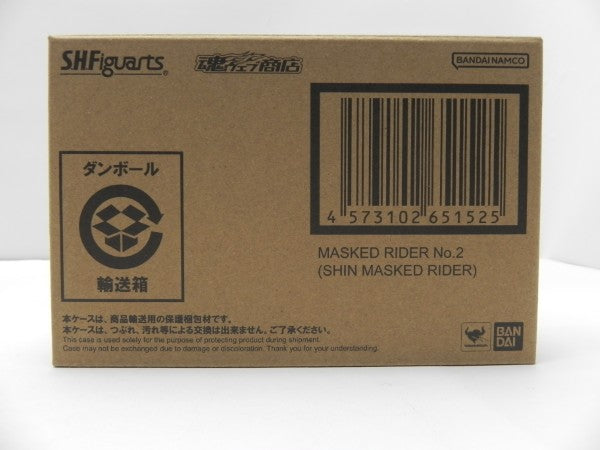 S.H.Figuarts®
魂ウェブ商店
BANDAI NAMCO
ダンボール
輸送箱
4 573102 651525
MASKED RIDER No.2
(SHIN MASKED RIDER)
本ケースは、商品輸送用の保護梱包材です。
本ケースは、つぶれ、汚れ等による交換は出来ません。ご了承ください。
This case is used solely for the purpose of protecting product during shipment.
Case may not be exchanged due to damage or discoloration. Thank you for your understanding.
BAN
DAI